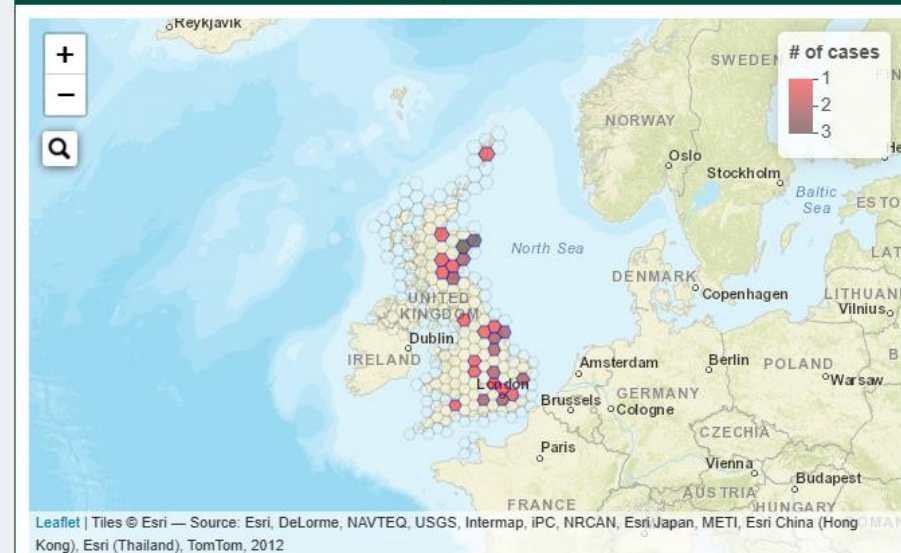 Reykjavik
+
−
# of cases
1
2
3
SWEDEN
NORWAY
Oslo
Stockholm
Baltic
Sea
ESTO
North Sea
LAT
DENMARK
Copenhagen
LITHUANI
Vilnius
UNITED
KINGDOM
Dublin
IRELAND
Amsterdam
Berlin
POLAND
Warsaw
London
Brussels
GERMANY
Cologne
CZECHIA
Paris
Vienna
Budapest
AUSTRIA
HUNGARY
FRANCE
Leaflet | Tiles © Esri — Source: Esri, DeLorme, NAVTEQ, USGS, Intermap, iPC, NRCAN, Esri Japan, METI, Esri China (Hong
Kong), Esri (Thailand), TomTom, 2012